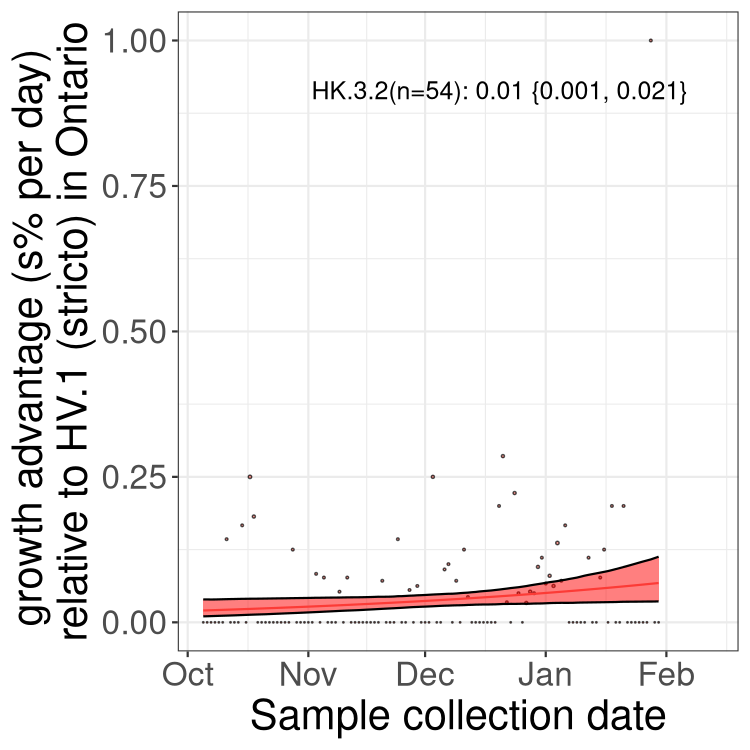 growth advantage (s% per day)
relative to HV.1 (stricto) in Ontario
1.00
0.75
0.50
0.25
0.00
HK.3.2(n=54): 0.01 {0.001, 0.021}
Oct Nov Dec Jan Feb
Sample collection date